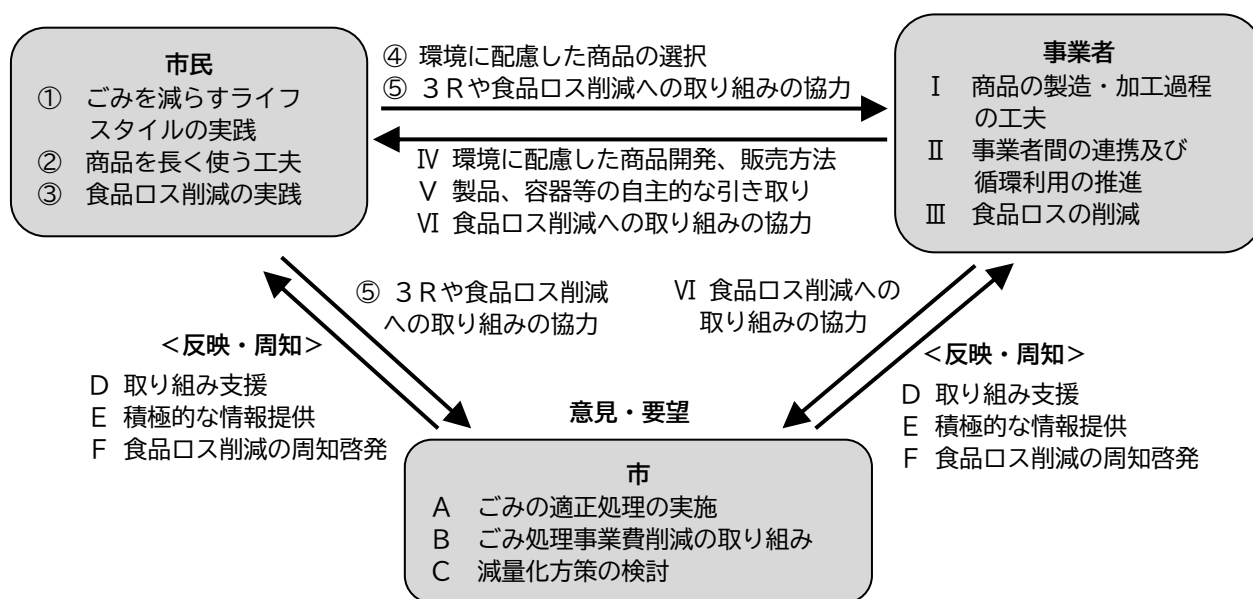 市民
① ごみを減らすライフ
スタイルの実践
② 商品を長く使う工夫
③ 食品ロス削減の実践
④ 環境に配慮した商品の選択
⑤ ３Ｒや食品ロス削減への取り組みの協力
Ⅳ 環境に配慮した商品開発、販売方法
Ⅴ 製品、容器等の自主的な引き取り
Ⅵ 食品ロス削減への取り組みの協力
事業者
Ⅰ 商品の製造・加工過程
の工夫
Ⅱ 事業者間の連携及び
循環利用の推進
Ⅲ 食品ロスの削減
⑤ ３Ｒや食品ロス削減
への取り組みの協力
Ⅵ 食品ロス削減への
取り組みの協力
＜反映・周知＞
Ｄ 取り組み支援
Ｅ 積極的な情報提供
Ｆ 食品ロス削減の周知啓発
＜反映・周知＞
Ｄ 取り組み支援
Ｅ 積極的な情報提供
Ｆ 食品ロス削減の周知啓発
意見・要望
市
Ａ ごみの適正処理の実施
Ｂ ごみ処理事業費削減の取り組み
Ｃ 減量化方策の検討